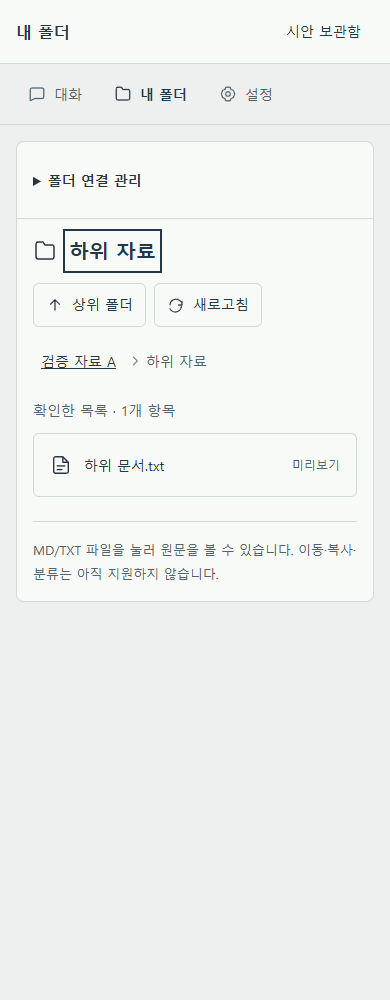 내 폴더
시안 보관함
대화
내 폴더
설정
폴더 연결 관리
하위 자료
상위 폴더
새로고침
검증 자료 A
하위 자료
확인한 목록 · 1개 항목
하위 문서.txt
미리보기
MD/TXT 파일을 눌러 원문을 볼 수 있습니다. 이동·복사·
분류는 아직 지원하지 않습니다.